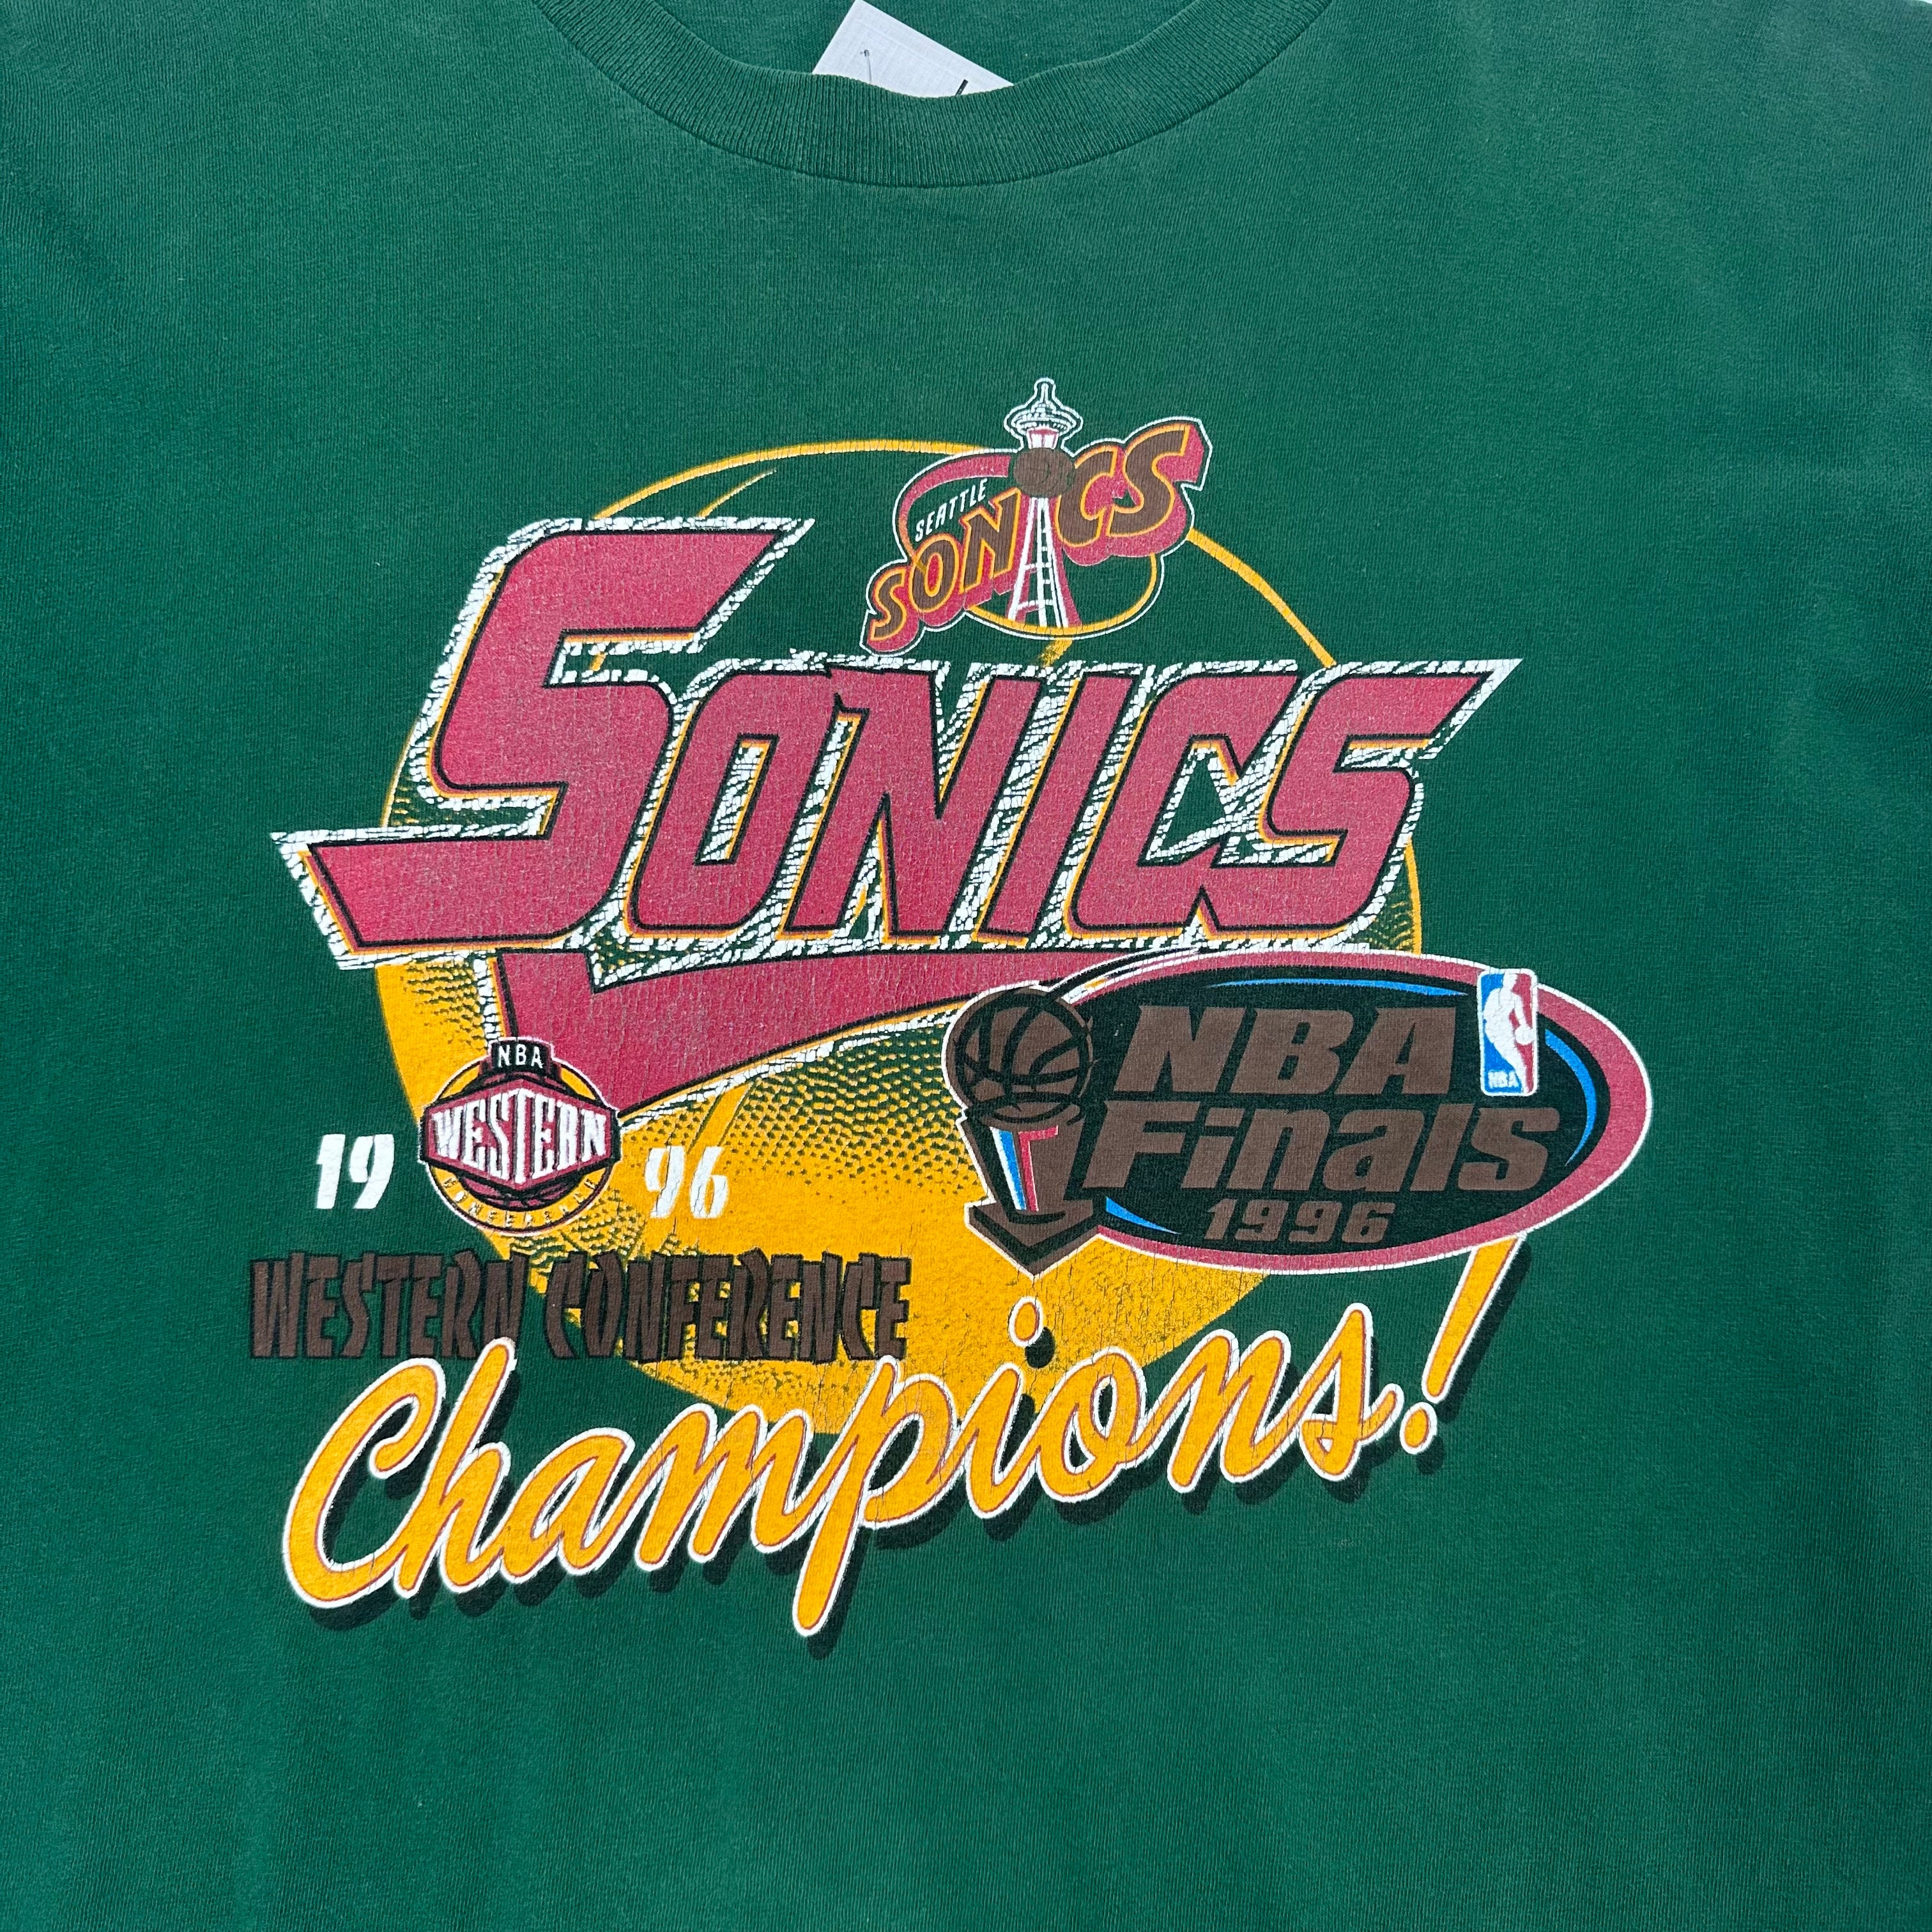 SEATTLE
SONICS
SONICS
NBA
WESTERN
CONFERENCE
19 96
NBA
Finals
1996
NBA
WESTERN CONFERENCE
Champions!